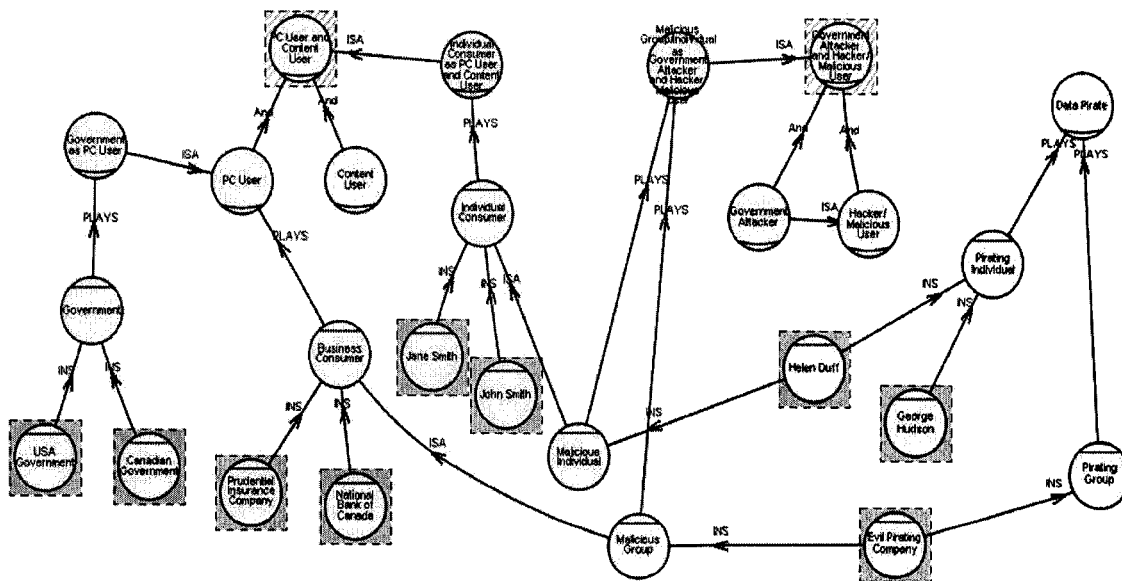 PC User and
Content
User
ISA
Individual
Consumer
as PC User
and Content
User
Malicious
Group/Individual
as
Government
Attacker
and Hacker/
Malicious
User
ISA
Government
Attacker
and Hacker/
Malicious User
Data Pirate
And
And
PLAYS
And
And
PLAYS
PLAYS
Government
as PC User
ISA
PC User
Content
User
PLAYS
PLAYS
Individual
Consumer
Government
Attacker
ISA
Hacker/
Malicious
User
PLAYS
PLAYS
Pirating
Individual
Government
INS
INS
ISA
INS
INS
Business
Consumer
Jane Smith
John Smith
Helen Duff
George
Hudson
INS
INS
INS
INS
INS
USA
Government
Canadian
Government
ISA
Malicious
Individual
Pirating
Group
Prudential
Insurance
Company
National
Bank of
Canada
INS
Malicious
Group
INS
Evil Pirating
Company